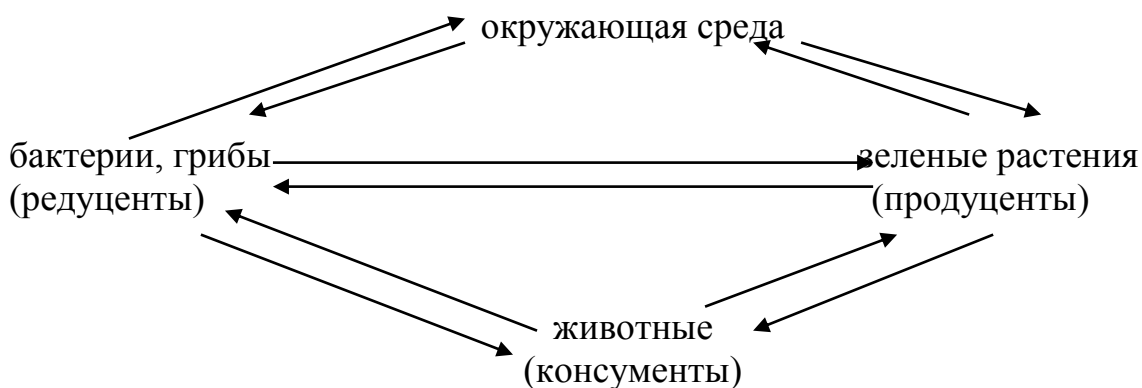 окружающая среда
бактерии, грибы
(редуценты)
зеленые растения
(продуценты)
животные
(консументы)